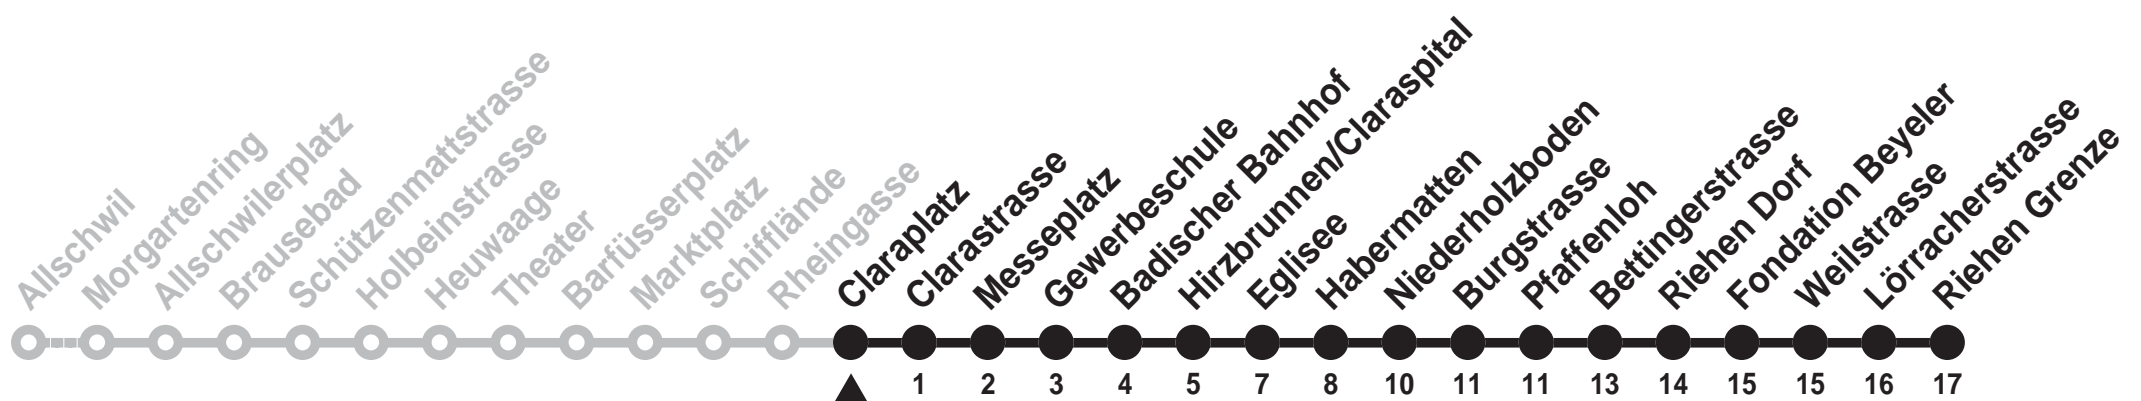 Allschwil
Morgartenring
Allschwilerplatz
Brausebad
Schützenmattstrasse
Holbeinstrasse
Heuwaage
Theater
Barfüsserplatz
Marktplatz
Schifflände
Rheingasse
Claraplatz
Clarastrasse
Messeplatz
Gewerbeschule
Badischer Bahnhof
Hirzbrunnen/Claraspital
Eglisee
Habermatten
Niederholzboden
Burgstrasse
Pfaffenloh
Bettingerstrasse
Riehen Dorf
Fondation Beyeler
Weilstrasse
Lörracherstrasse
Riehen Grenze
1 2 3 4 5 7 8 10 11 11 13 14 15 15 16 17